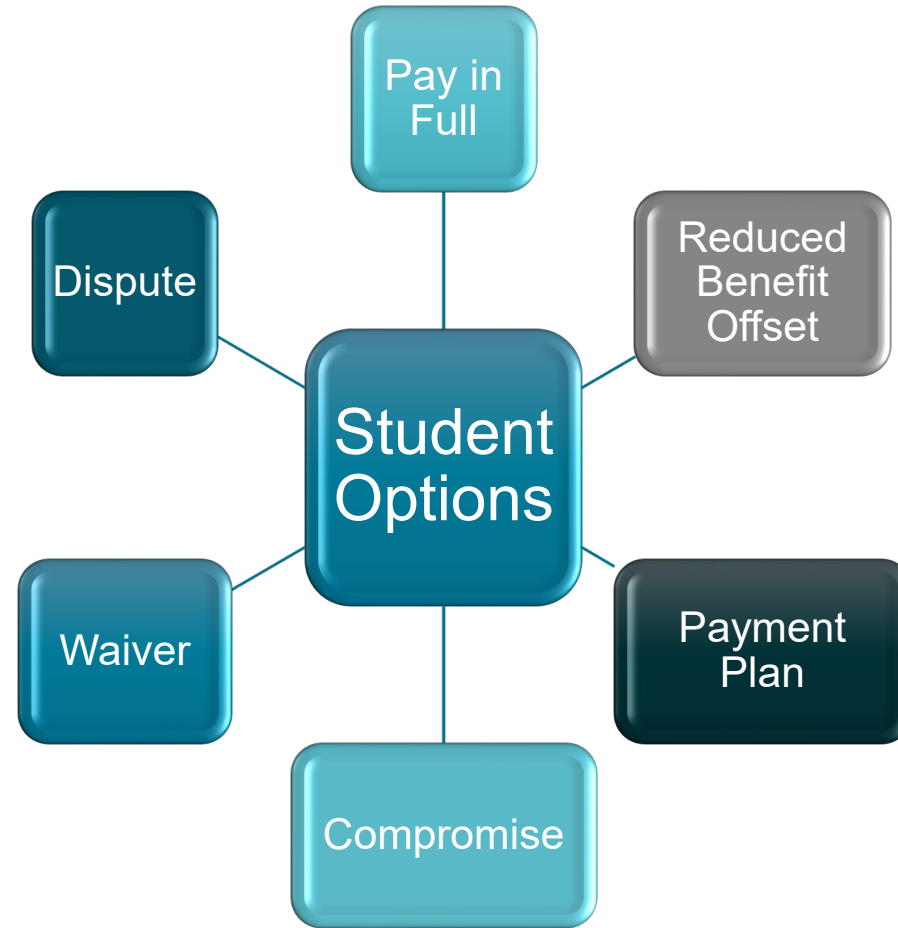 Pay in
Full
Reduced
Benefit
Offset
Dispute
Student
Options
Payment
Plan
Waiver
Compromise